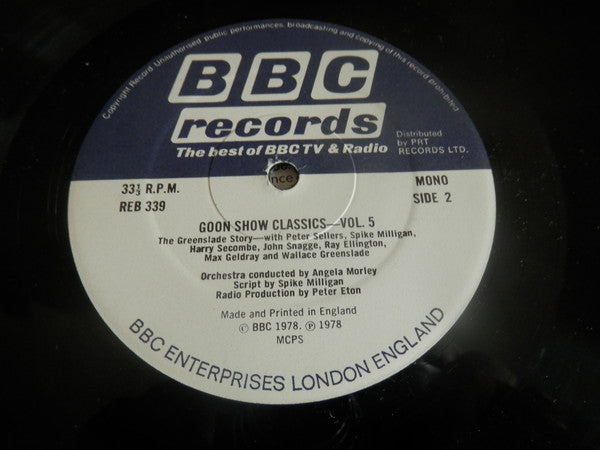 Copyright Record. Unauthorised Public performances, broadcasting and copying of this record prohibited
BBC
records
The best of BBC TV & Radio
Distributed
by PRT
RECORDS LTD.
33⅓ R.P.M.
REB 339
MONO
SIDE 2
GOON SHOW CLASSICS—VOL. 5
The Greenslade Story—with Peter Sellers, Spike Milligan,
Harry Secombe, John Snagge, Ray Ellington,
Max Geldray and Wallace Greenslade
Orchestra conducted by Angela Morley
Script by Spike Milligan
Radio Production by Peter Eton
Made and Printed in England
© BBC 1978. ℗ 1978
MCPS
BBC ENTERPRISES LONDON ENGLAND